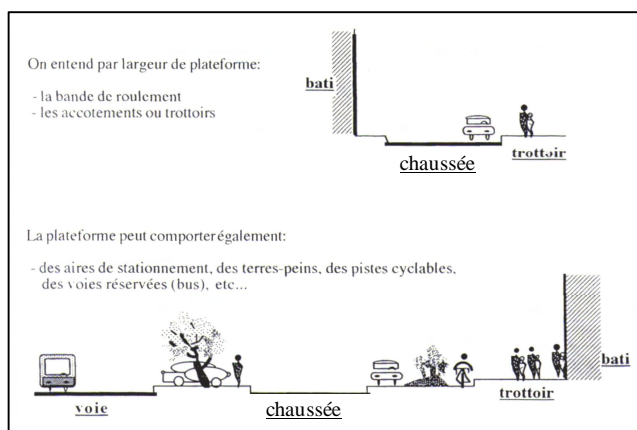 On entend par largeur de plateforme:
bati
- la bande de roulement
- les accotements ou trottoirs
chaussée
trottoir
La plateforme peut comporter également:
- des aires de stationnement, des terres-peins, des pistes cyclables,
des voies réservées (bus), etc...
bati
voie
chaussée
trottoir